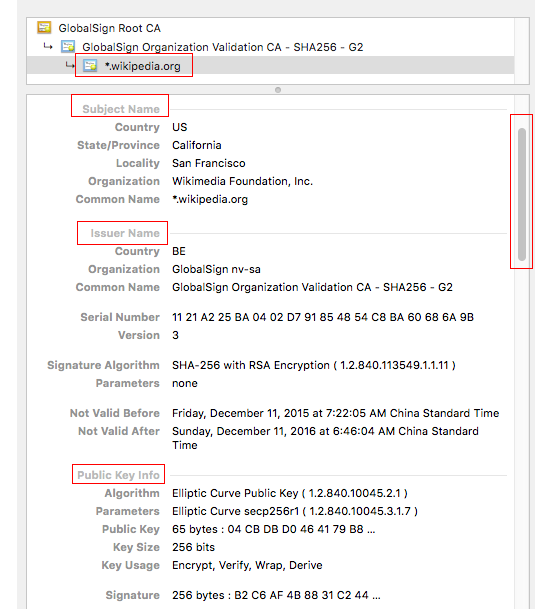 GlobalSign Root CA
GlobalSign Organization Validation CA - SHA256 - G2
*.wikipedia.org
Subject Name
Country US
State/Province California
Locality San Francisco
Organization Wikimedia Foundation, Inc.
Common Name *.wikipedia.org
Issuer Name
Country BE
Organization GlobalSign nv-sa
Common Name GlobalSign Organization Validation CA - SHA256 - G2
Serial Number 11 21 A2 25 BA 04 02 D7 91 85 48 54 C8 BA 60 68 6A 9B
Version 3
Signature Algorithm SHA-256 with RSA Encryption ( 1.2.840.113549.1.1.11 )
Parameters none
Not Valid Before Friday, December 11, 2015 at 7:22:05 AM China Standard Time
Not Valid After Sunday, December 11, 2016 at 6:46:04 AM China Standard
Time
Public Key Info
Algorithm Elliptic Curve Public Key ( 1.2.840.10045.2.1 )
Parameters Elliptic Curve secp256r1 ( 1.2.840.10045.3.1.7 )
Public Key 65 bytes : 04 CB DB D0 46 41 79 B8 ...
Key Size 256 bits
Key Usage Encrypt, Verify, Wrap, Derive
Signature 256 bytes : B2 C6 AF 4B 88 31 C2 44 ...